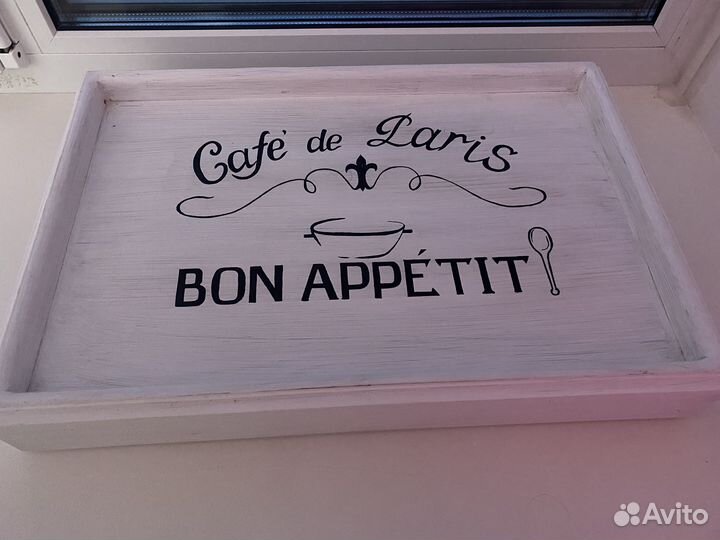 Café de Paris
BON APPÉTIT
Avito